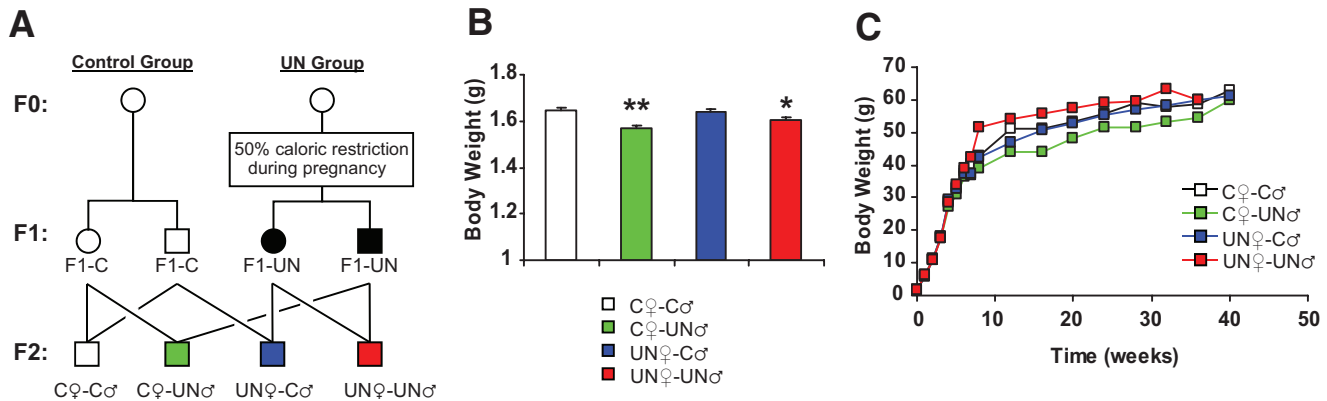 A
Control Group
UN Group
F0:
50% caloric restriction
during pregnancy
F1:
F1-C
F1-C
F1-UN
F1-UN
F2:
C♀-C♂
C♀-UN♂
UN♀-C♂
UN♀-UN♂
B
Body Weight (g)
1.8
1.6
1.4
1.2
1
**
*
C♀-C♂
C♀-UN♂
UN♀-C♂
UN♀-UN♂
C
Body Weight (g)
70
60
50
40
30
20
10
0
0 10 20 30 40 50
Time (weeks)
C♀-C♂
C♀-UN♂
UN♀-C♂
UN♀-UN♂